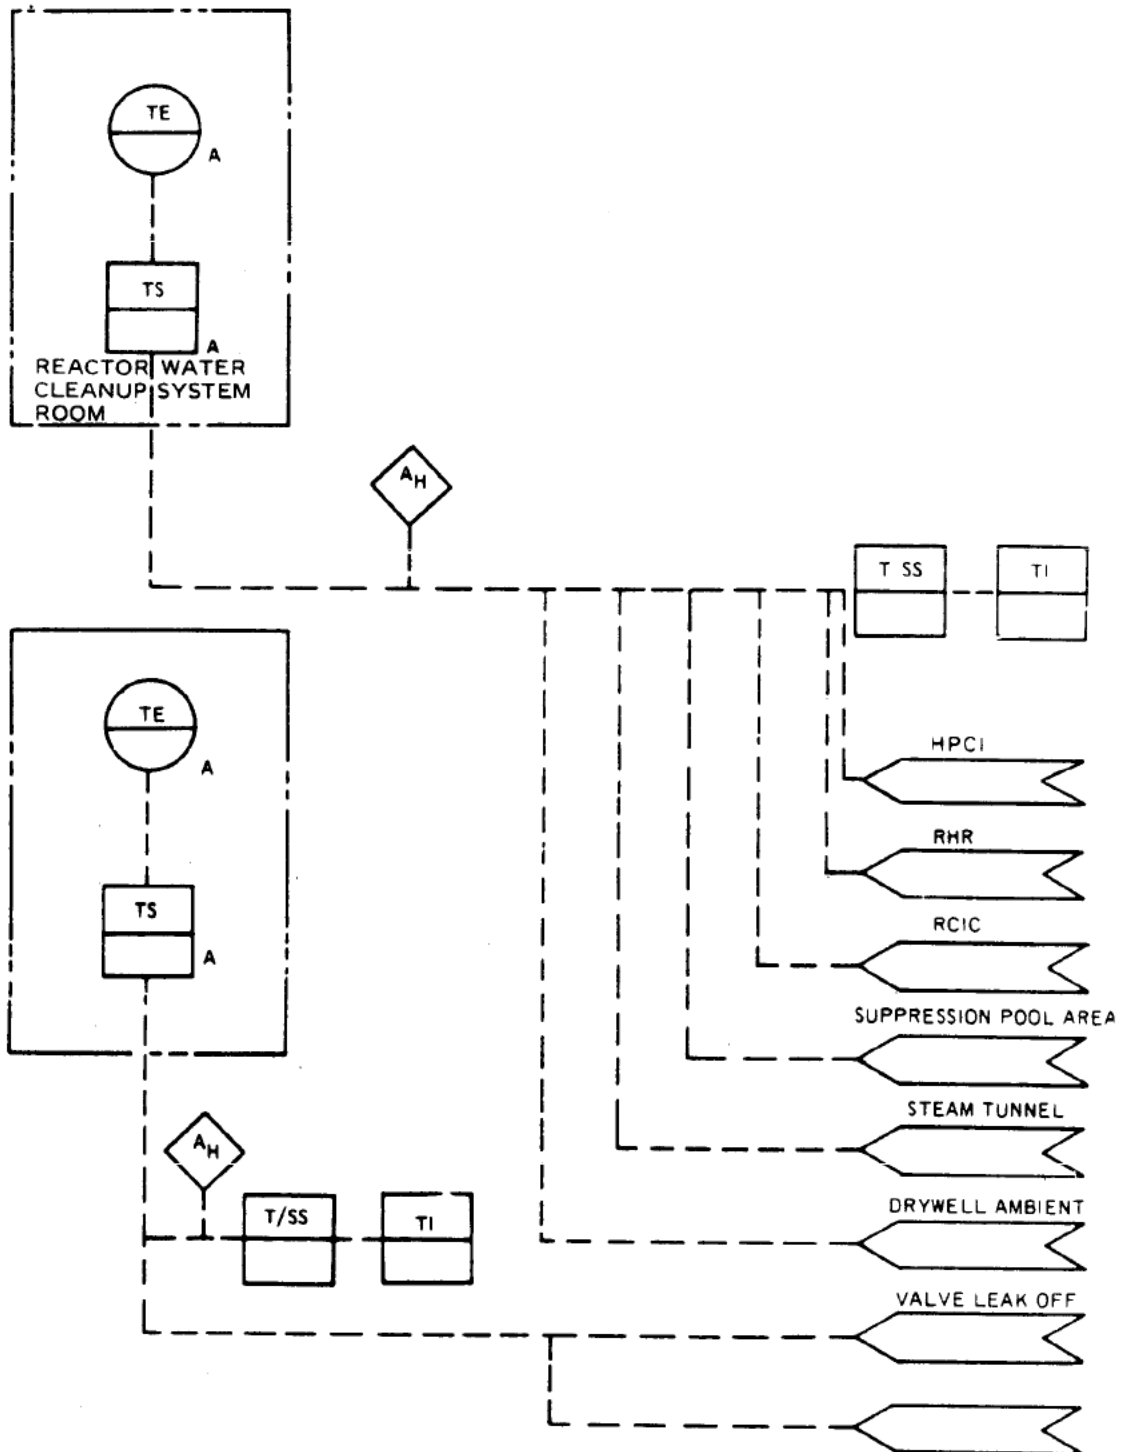 TE
A
TS
A
REACTOR WATER
CLEANUP SYSTEM
ROOM
AH
T SS
TI
TE
A
HPCI
RHR
TS
A
RCIC
SUPPRESSION POOL AREA
STEAM TUNNEL
AH
T/SS
TI
DRYWELL AMBIENT
VALVE LEAK OFF